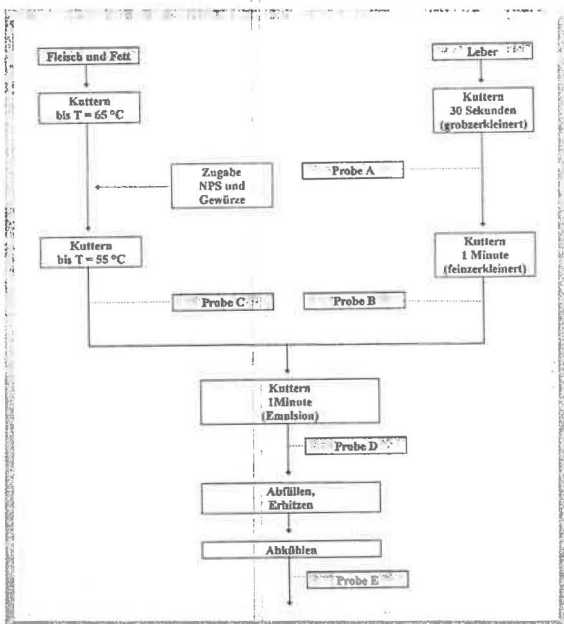 Fleisch und Fett
Leber
Kuttern
bis T = 65 °C
Kuttern
30 Sekunden
(grobzerkleinert)
Zugabe
NPS und
Gewürze
Probe A
Kuttern
bis T = 55 °C
Kuttern
1 Minute
(feinzerkleinert)
Probe C
Probe B
Kuttern
1Minute
(Emulsion)
Probe D
Abfüllen,
Erhitzen
Abkühlen
Probe E